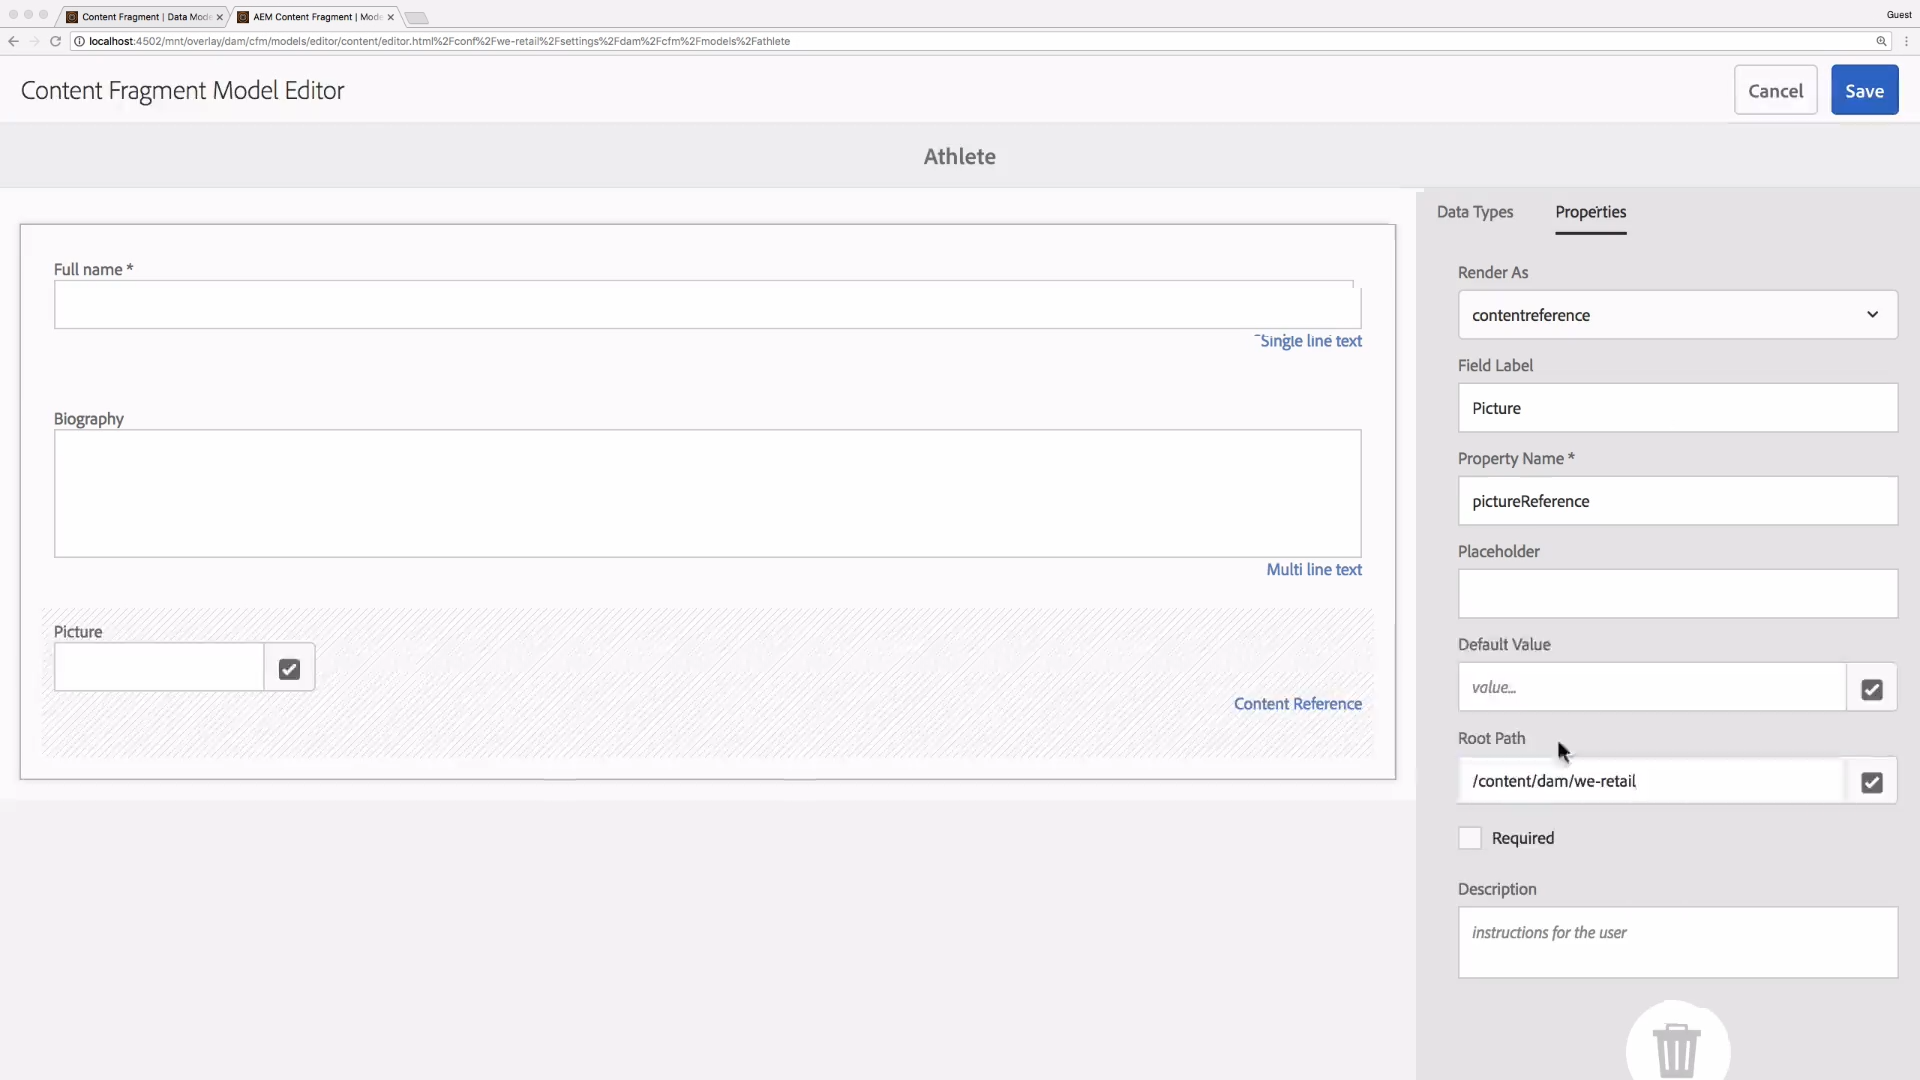 Content Fragment | Data Mode
AEM Content Fragment | Mode
Guest
localhost:4502/mnt/overlay/dam/cfm/models/editor/content/editor.html%2Fconf%2Fwe-retail%2Fsettings%2Fdam%2Fcfm%2Fmodels%2Fathlete
Content Fragment Model Editor
Cancel
Save
Athlete
Data Types
Properties
Full name *
Single line text
Biography
Multi line text
Picture
Content Reference
Render As
contentreference
Field Label
Picture
Property Name *
pictureReference
Placeholder
Default Value
value...
Root Path
/content/dam/we-retail
Required
Description
instructions for the user